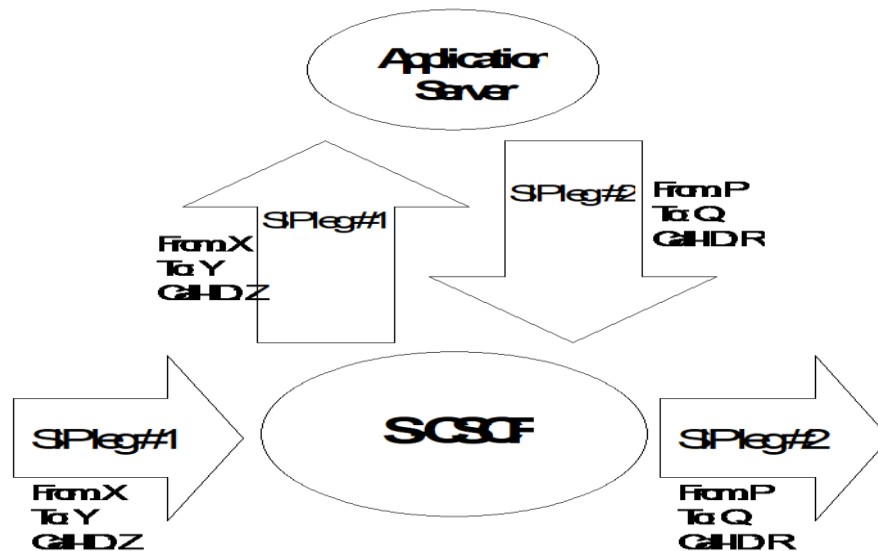 Application
Server
SIP leg #1
From: X
To: Y
Call-ID: Z
SIP leg #2
From: P
To: Q
Call-ID: R
S-CSCF
SIP leg #1
From: X
To: Y
Call-ID: Z
SIP leg #2
From: P
To: Q
Call-ID: R